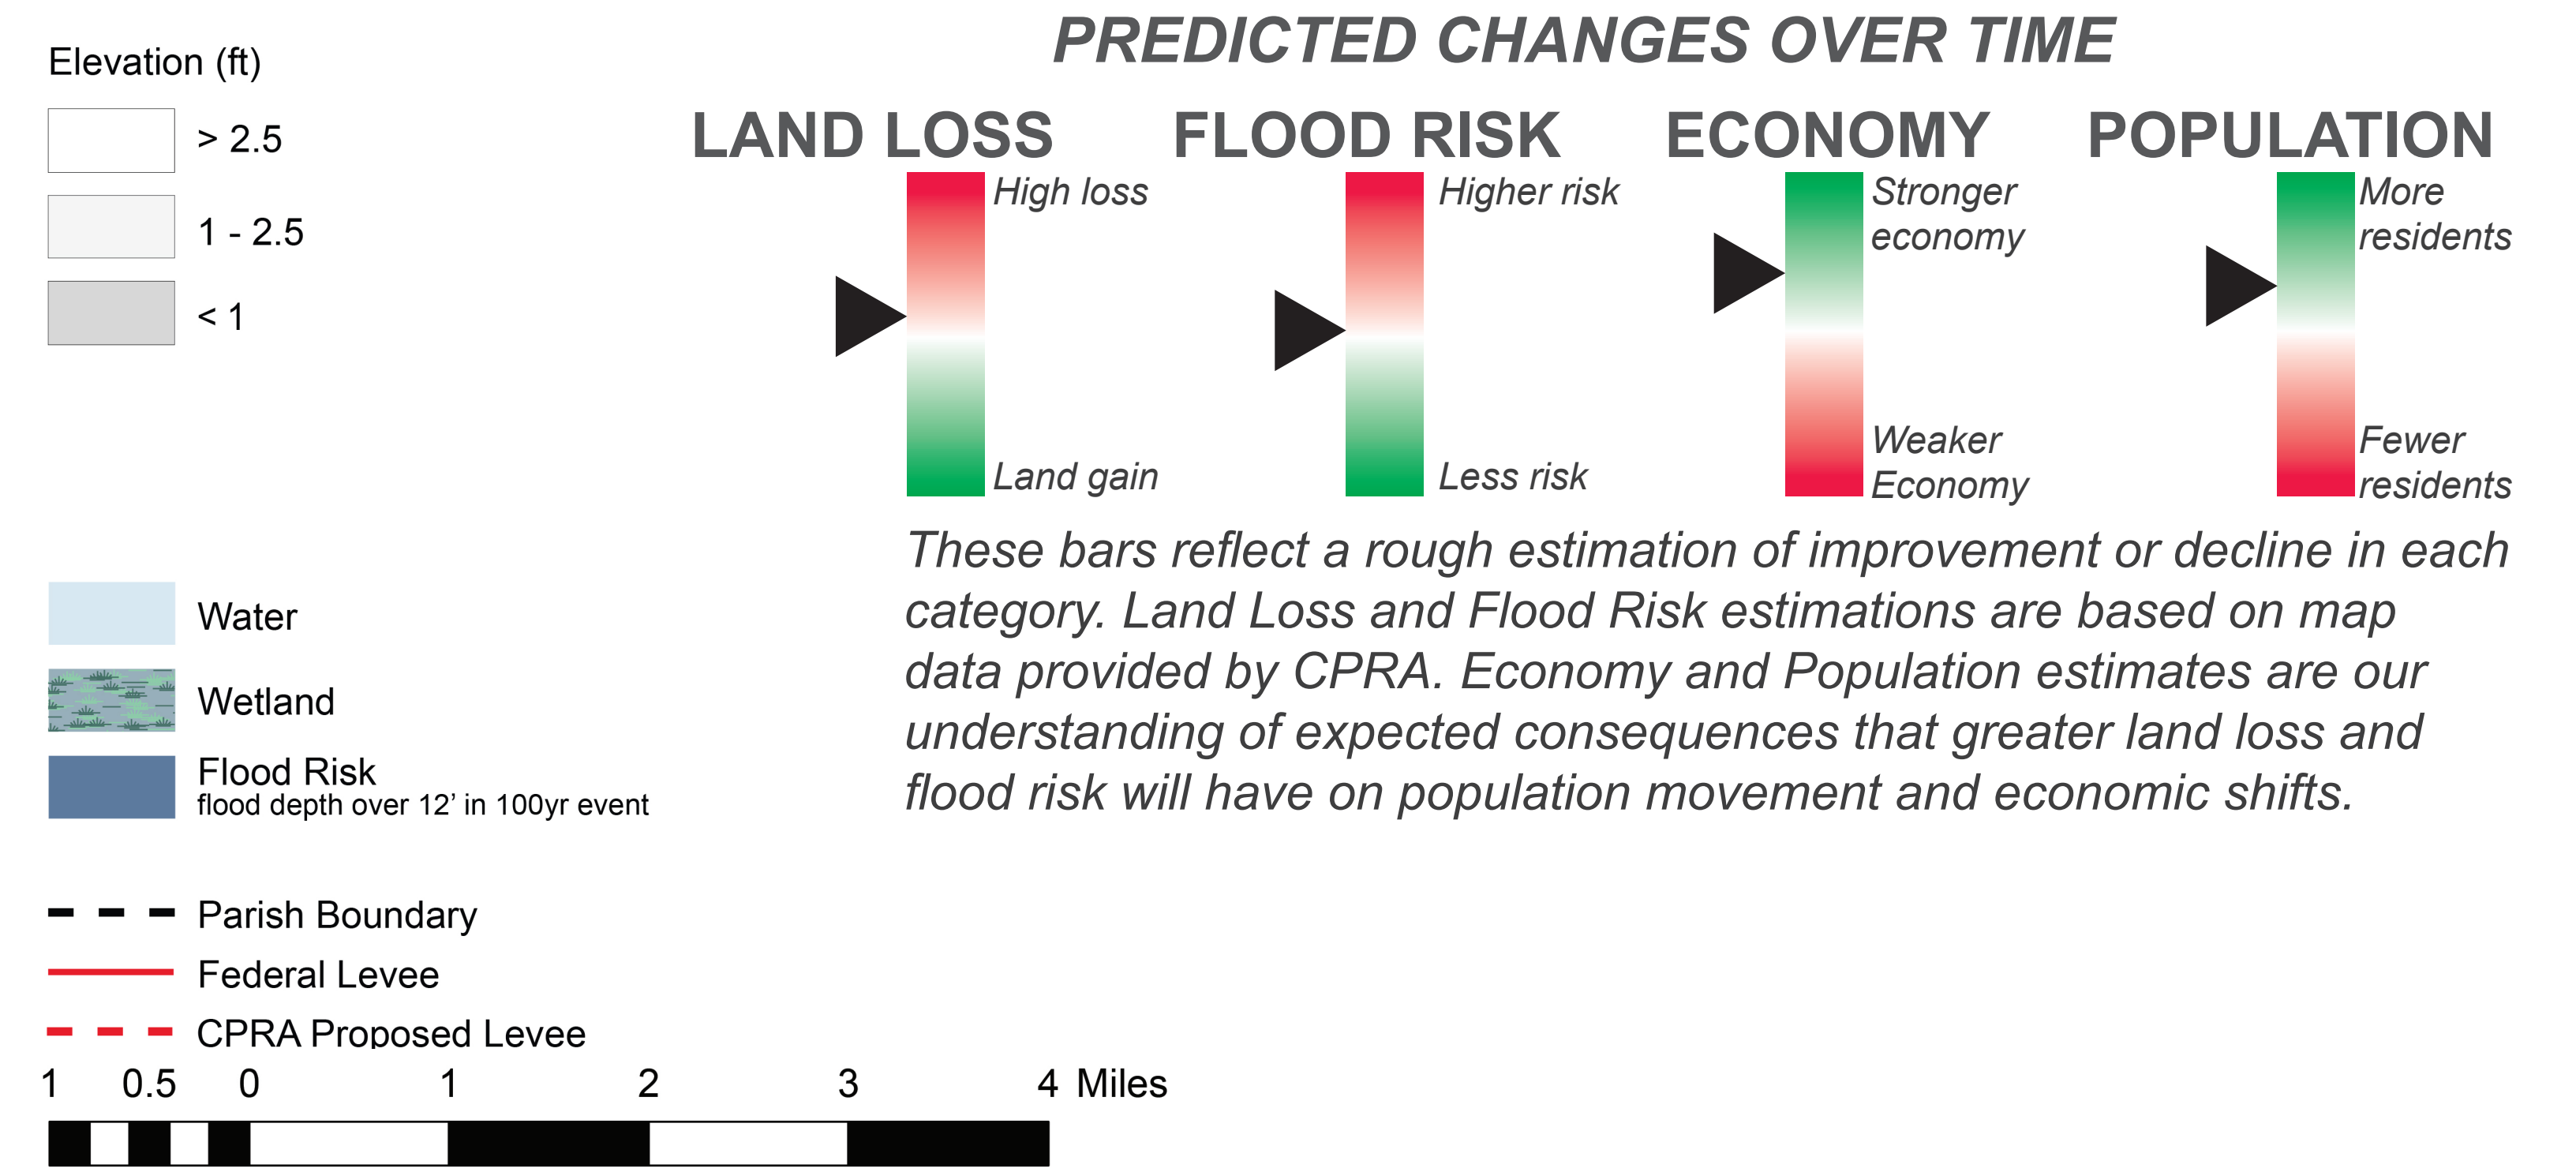 Elevation (ft)
> 2.5
1 - 2.5
< 1
Water
Wetland
Flood Risk
flood depth over 12’ in 100yr event
Parish Boundary
Federal Levee
CPRA Proposed Levee
1 0.5 0 1 2 3 4 Miles
PREDICTED CHANGES OVER TIME
LAND LOSS
High loss
Land gain
FLOOD RISK
Higher risk
Less risk
ECONOMY
Stronger
economy
Weaker
Economy
POPULATION
More
residents
Fewer
residents
These bars reflect a rough estimation of improvement or decline in each
category. Land Loss and Flood Risk estimations are based on map
data provided by CPRA. Economy and Population estimates are our
understanding of expected consequences that greater land loss and
flood risk will have on population movement and economic shifts.